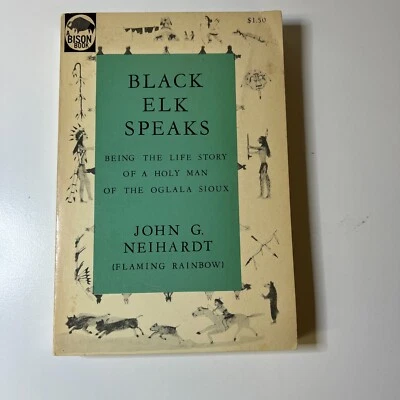 BISON
BOOK
$1.50
BLACK
ELK
SPEAKS
BEING THE LIFE STORY
OF A HOLY MAN
OF THE OGLALA SIOUX
JOHN G.
NEIHARDT
(FLAMING RAINBOW)